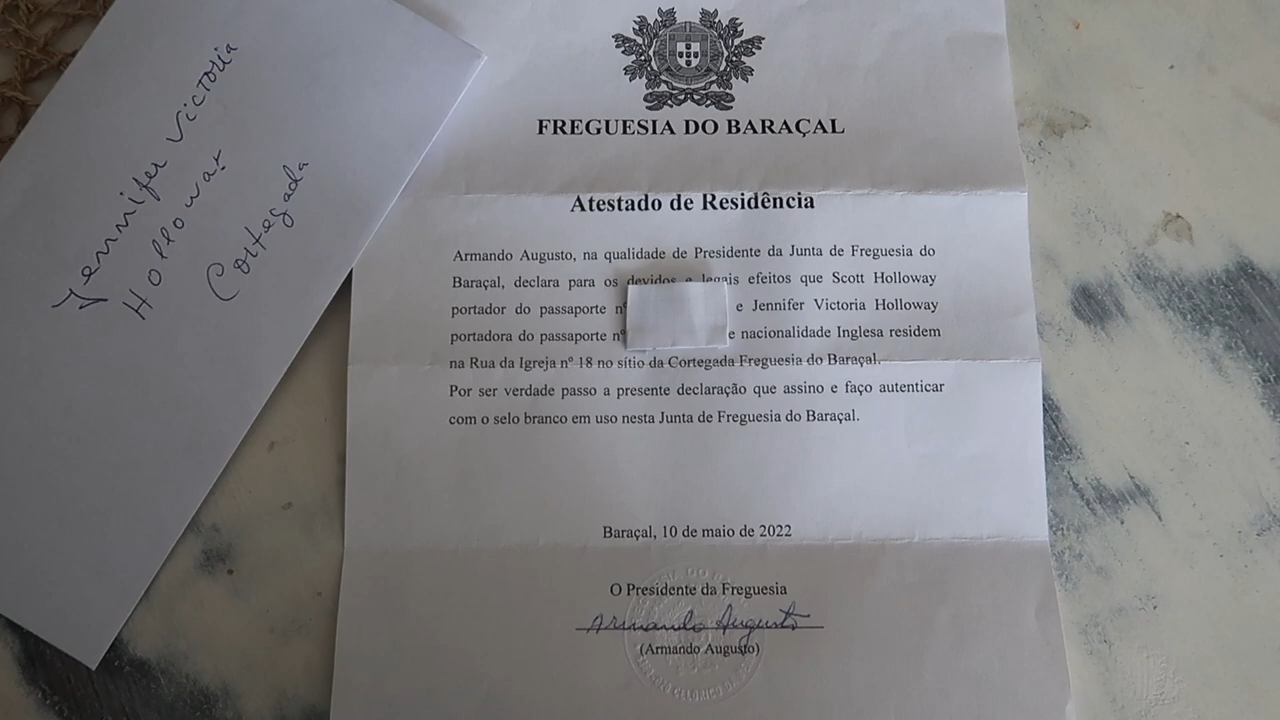 Jennifer Victoria
Holloway
Cortegada
FREGUESIA DO BARAÇAL
Atestado de Residência
Armando Augusto, na qualidade de Presidente da Junta de Freguesia do
Baraçal, declara para os devidos e legais efeitos que Scott Holloway
portador do passaporte nº e Jennifer Victoria Holloway
portadora do passaporte nº e nacionalidade Inglesa residem
na Rua da Igreja nº 18 no sítio da Cortegada Freguesia do Baraçal.
Por ser verdade passo a presente declaração que assino e faço autenticar
com o selo branco em uso nesta Junta de Freguesia do Baraçal.
Baraçal, 10 de maio de 2022
O Presidente da Freguesia
Armando Augusto
(Armando Augusto)